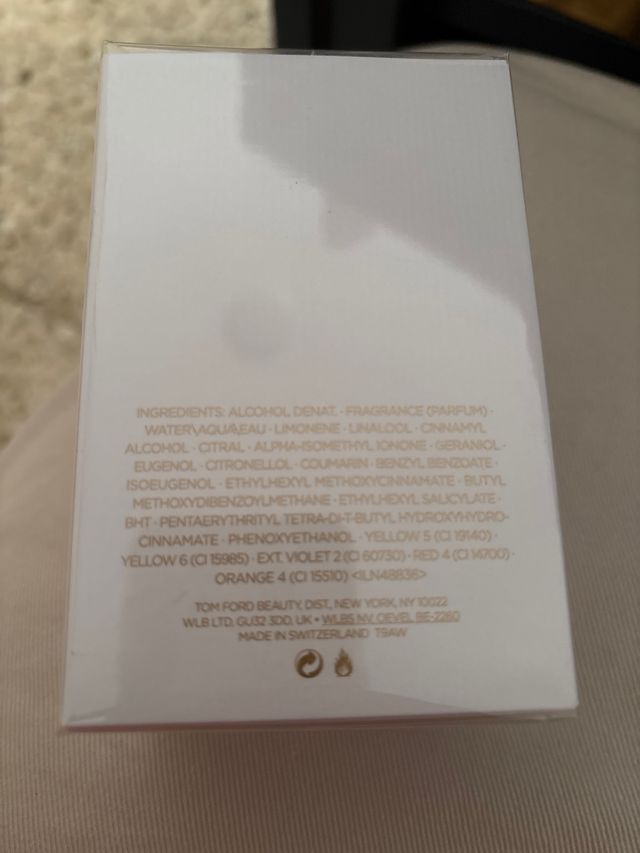 INGREDIENTS: ALCOHOL DENAT. · FRAGRANCE (PARFUM) ·
WATER\AQUA\EAU · LIMONENE · LINALOOL · CINNAMYL
ALCOHOL · CITRAL · ALPHA-ISOMETHYL IONONE · GERANIOL ·
EUGENOL · CITRONELLOL · COUMARIN · BENZYL BENZOATE ·
ISOEUGENOL · ETHYLHEXYL METHOXYCINNAMATE · BUTYL
METHOXYDIBENZOYLMETHANE · ETHYLHEXYL SALICYLATE ·
BHT · PENTAERYTHRITYL TETRA-DI-T-BUTYL HYDROXYHYDRO-
CINNAMATE · PHENOXYETHANOL · YELLOW 5 (CI 19140) ·
YELLOW 6 (CI 15985) · EXT. VIOLET 2 (CI 60730) · RED 4 (CI 14700) ·
ORANGE 4 (CI 15510) <ILN48836>
TOM FORD BEAUTY, DIST., NEW YORK, NY 10022
WLB LTD, GU32 3DD, UK • WLBS NV, OEVEL BE-2260
MADE IN SWITZERLAND T9AW